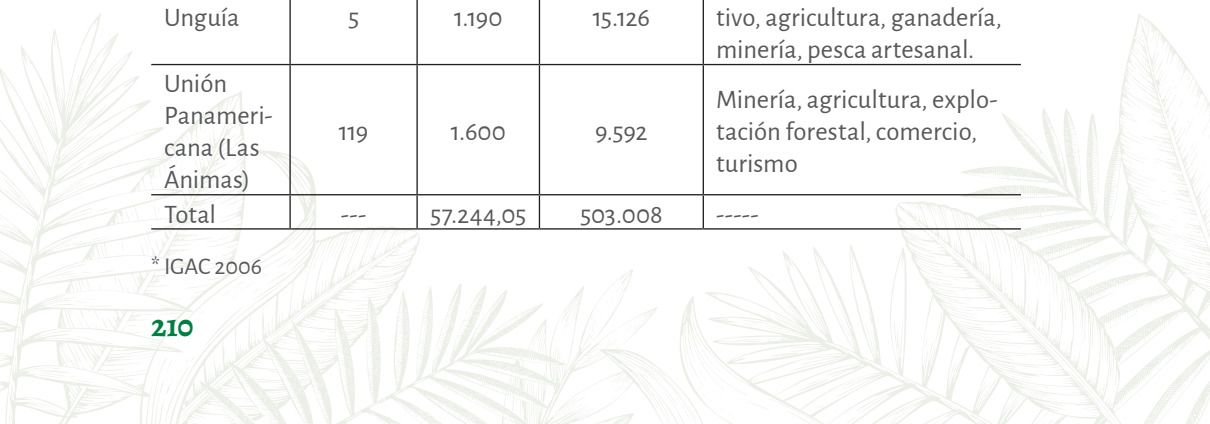 Unguía 5 1.190 15.126 tivo, agricultura, ganadería,
minería, pesca artesanal.
Unión
Panameri-
cana (Las
Ánimas) 119 1.600 9.592 Minería, agricultura, explo-
tación forestal, comercio,
turismo
Total --- 57.244,05 503.008 -----
* IGAC 2006
210